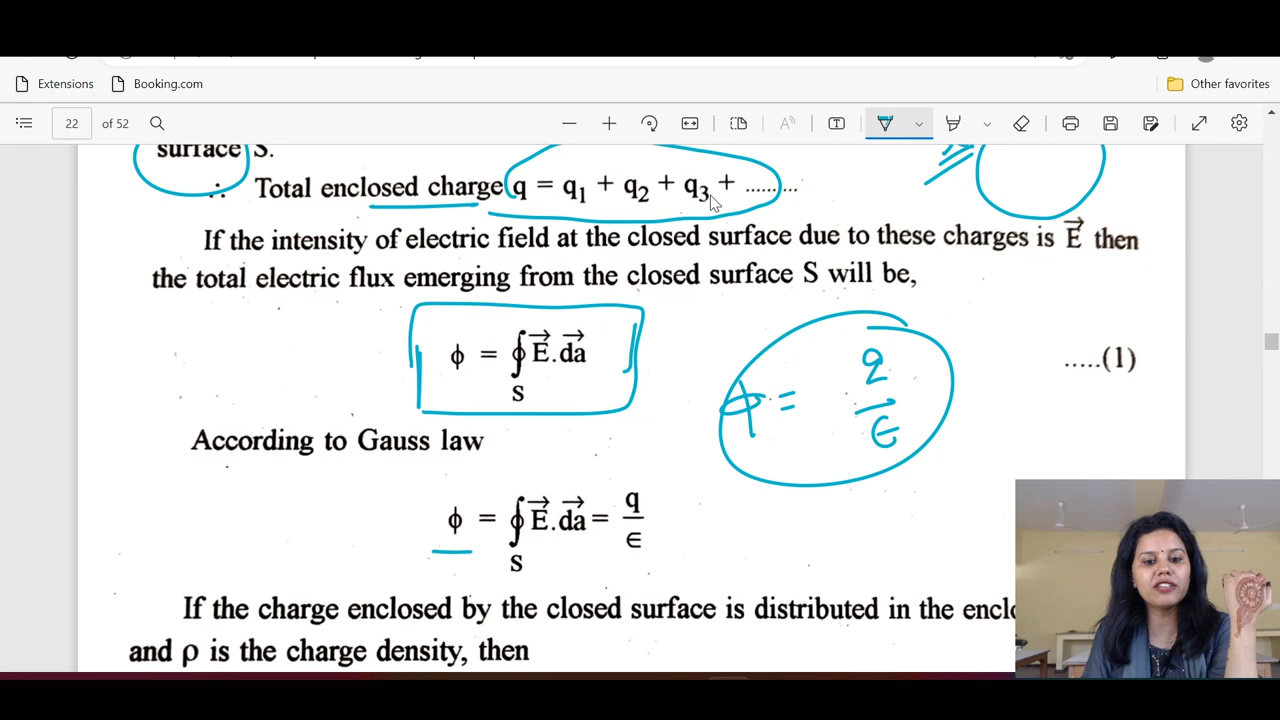 Extensions Booking.com Other favorites
22 of 52
surface S.
∴ Total enclosed charge q = q₁ + q₂ + q₃ + ..........
If the intensity of electric field at the closed surface due to these charges is E⃗ then
the total electric flux emerging from the closed surface S will be,
ϕ = ∮ₛ E⃗.da⃗ .....(1)
ϕ = q/∈
According to Gauss law
ϕ = ∮ₛ E⃗.da⃗ = q/∈
If the charge enclosed by the closed surface is distributed in the
and ρ is the charge density, then